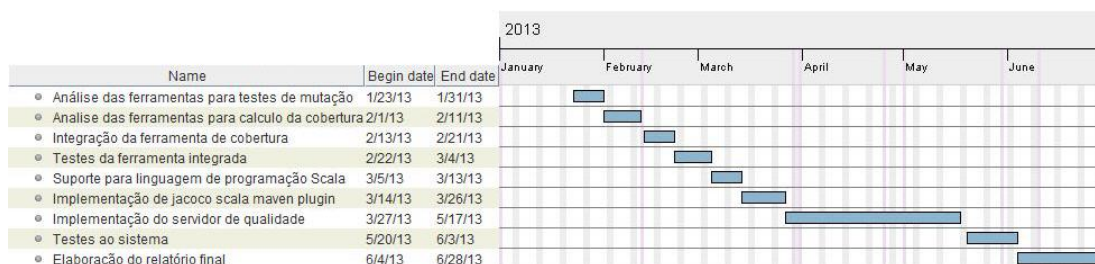 2013
January February March April May June
Name Begin date End date
Análise das ferramentas para testes de mutação 1/23/13 1/31/13
Analise das ferramentas para calculo da cobertura 2/1/13 2/11/13
Integração da ferramenta de cobertura 2/13/13 2/21/13
Testes da ferramenta integrada 2/22/13 3/4/13
Suporte para linguagem de programação Scala 3/5/13 3/13/13
Implementação de jacoco scala maven plugin 3/14/13 3/26/13
Implementação do servidor de qualidade 3/27/13 5/17/13
Testes ao sistema 5/20/13 6/3/13
Elaboração do relatório final 6/4/13 6/28/13